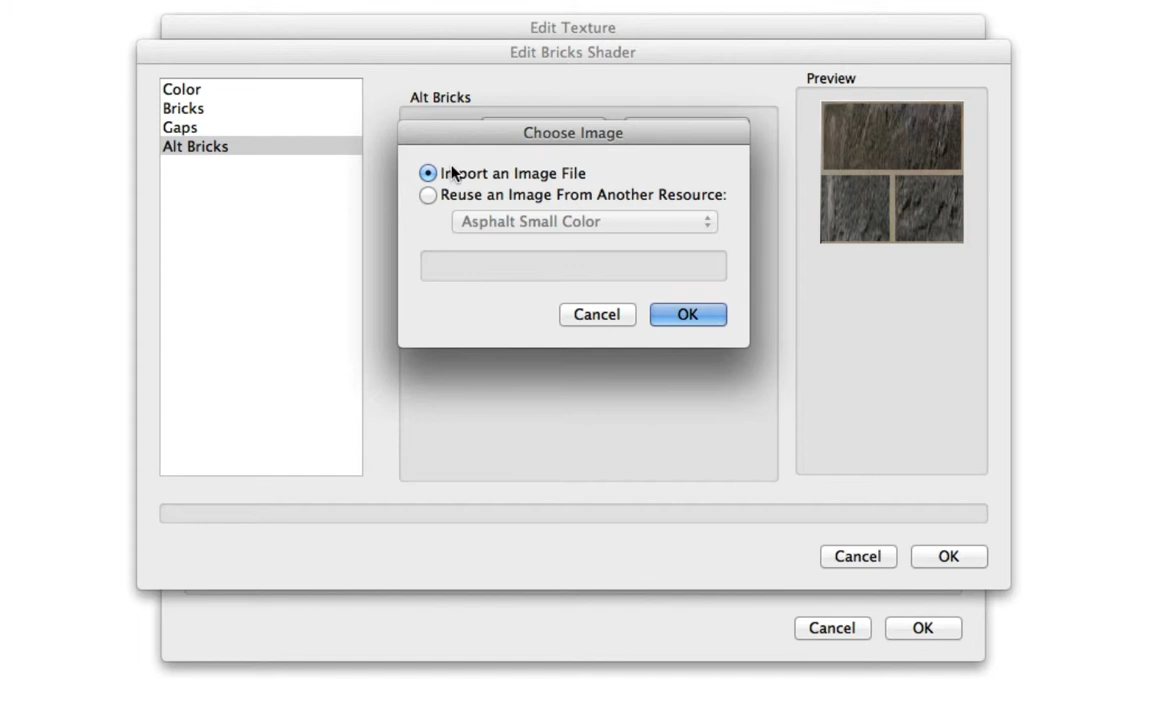 Edit Texture
Edit Bricks Shader
Color
Bricks
Gaps
Alt Bricks
Alt Bricks
Preview
Choose Image
Import an Image File
Reuse an Image From Another Resource:
Asphalt Small Color
Cancel OK
Cancel OK
Cancel OK